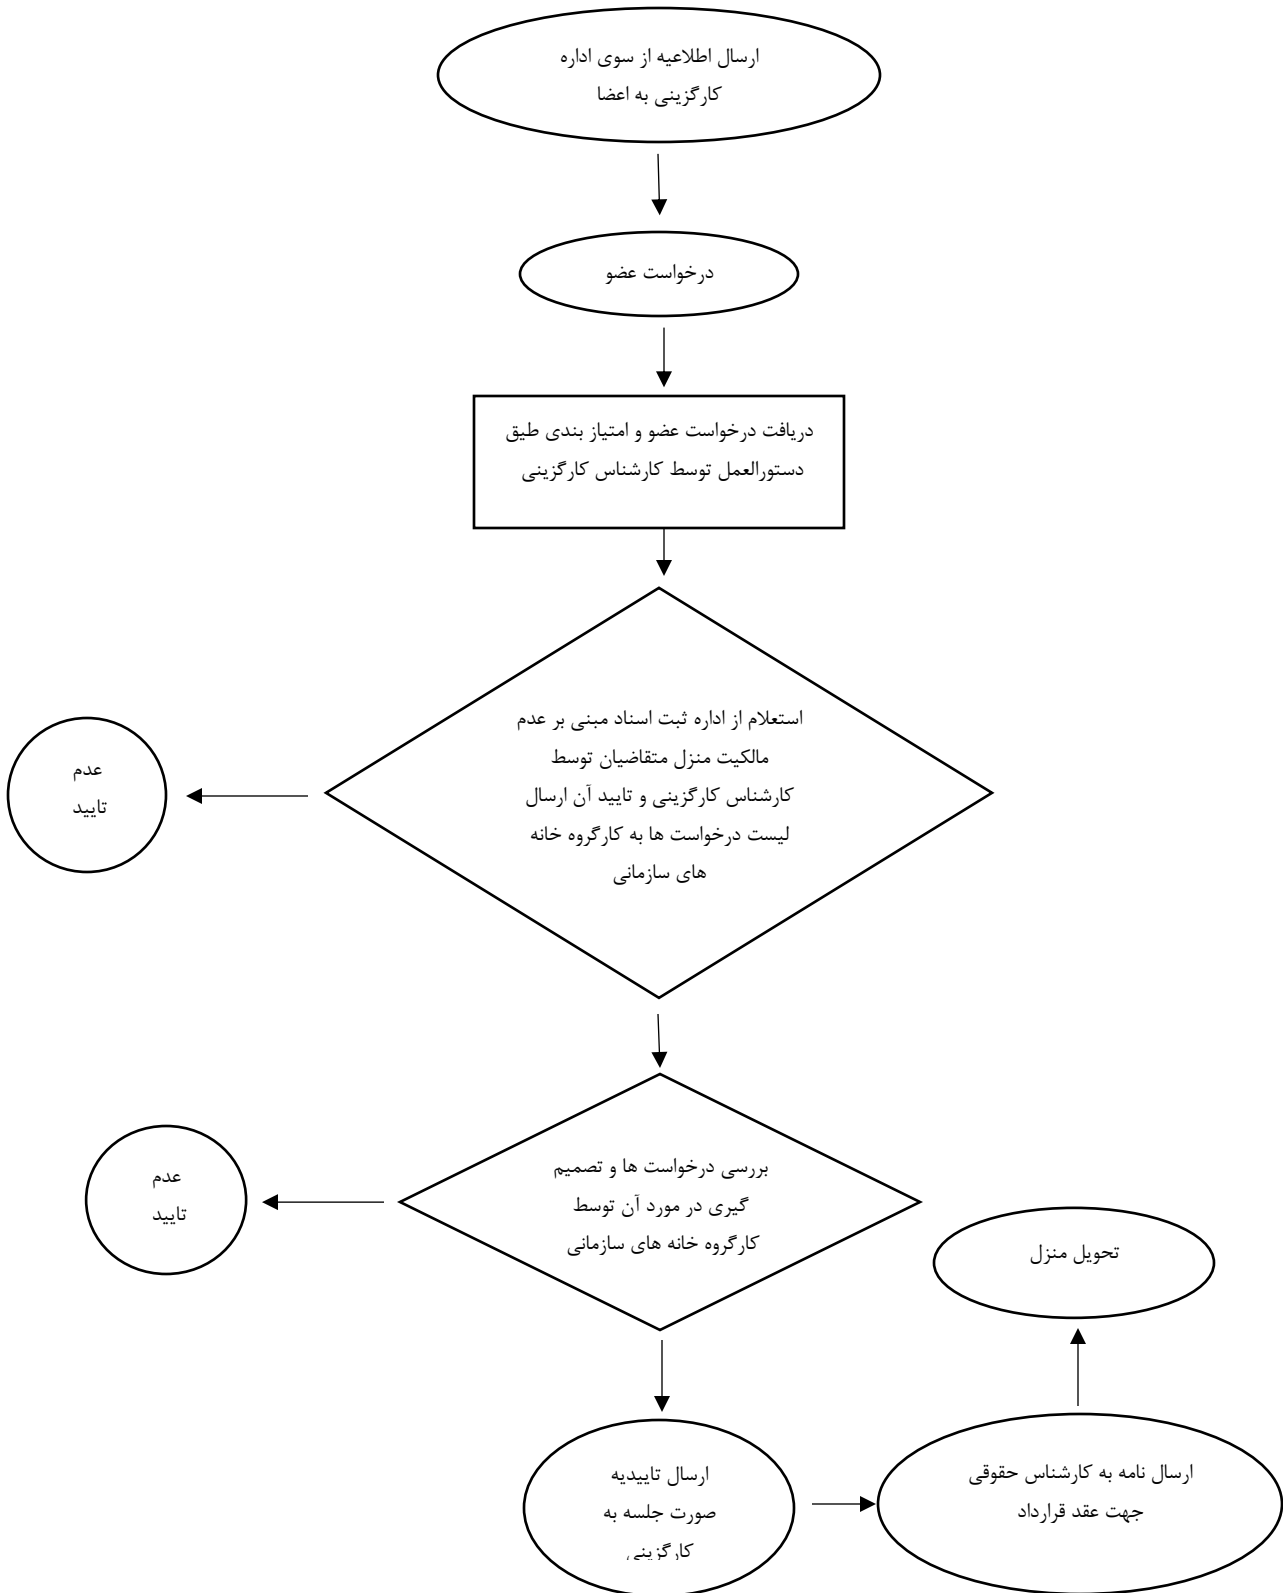 ارسال اطلاعیه از سوی اداره
کارگزینی به اعضا
درخواست عضو
دریافت درخواست عضو و امتیاز بندی طیق
دستورالعمل توسط کارشناس کارگزینی
استعلام از اداره ثبت اسناد مبنی بر عدم
مالکیت منزل متقاضیان توسط
کارشناس کارگزینی و تایید آن ارسال
لیست درخواست ها به کارگروه خانه
های سازمانی
عدم
تایید
بررسی درخواست ها و تصمیم
گیری در مورد آن توسط
کارگروه خانه های سازمانی
عدم
تایید
ارسال تاییدیه
صورت جلسه به
کارگزینی
ارسال نامه به کارشناس حقوقی
جهت عقد قرارداد
تحویل منزل